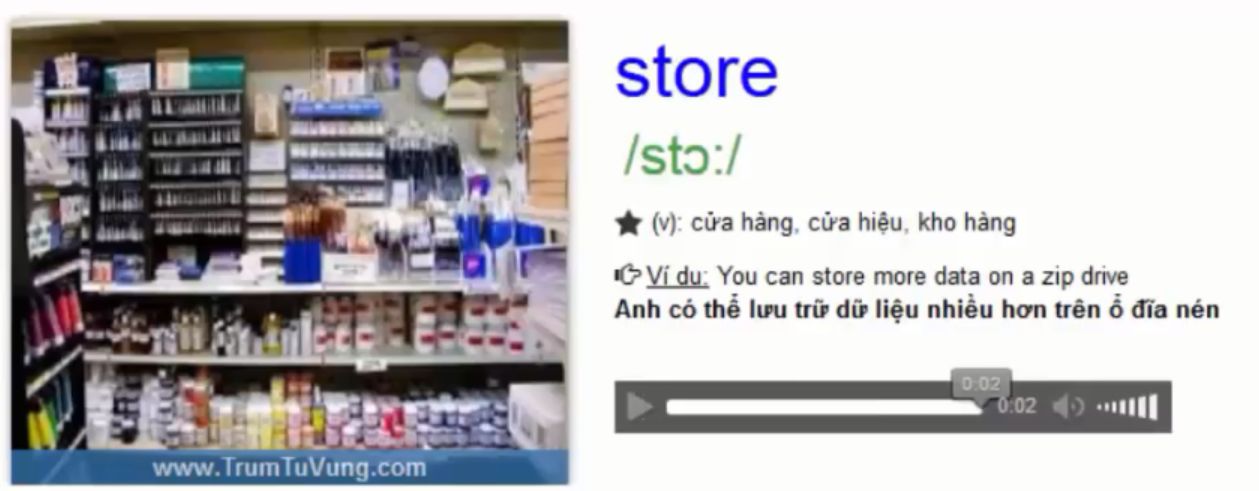 store
/stɔ:/
(v): cửa hàng, cửa hiệu, kho hàng
Ví dụ: You can store more data on a zip drive
Anh có thể lưu trữ dữ liệu nhiều hơn trên ổ đĩa nén
0:02
0:02
www.TrumTuVung.com